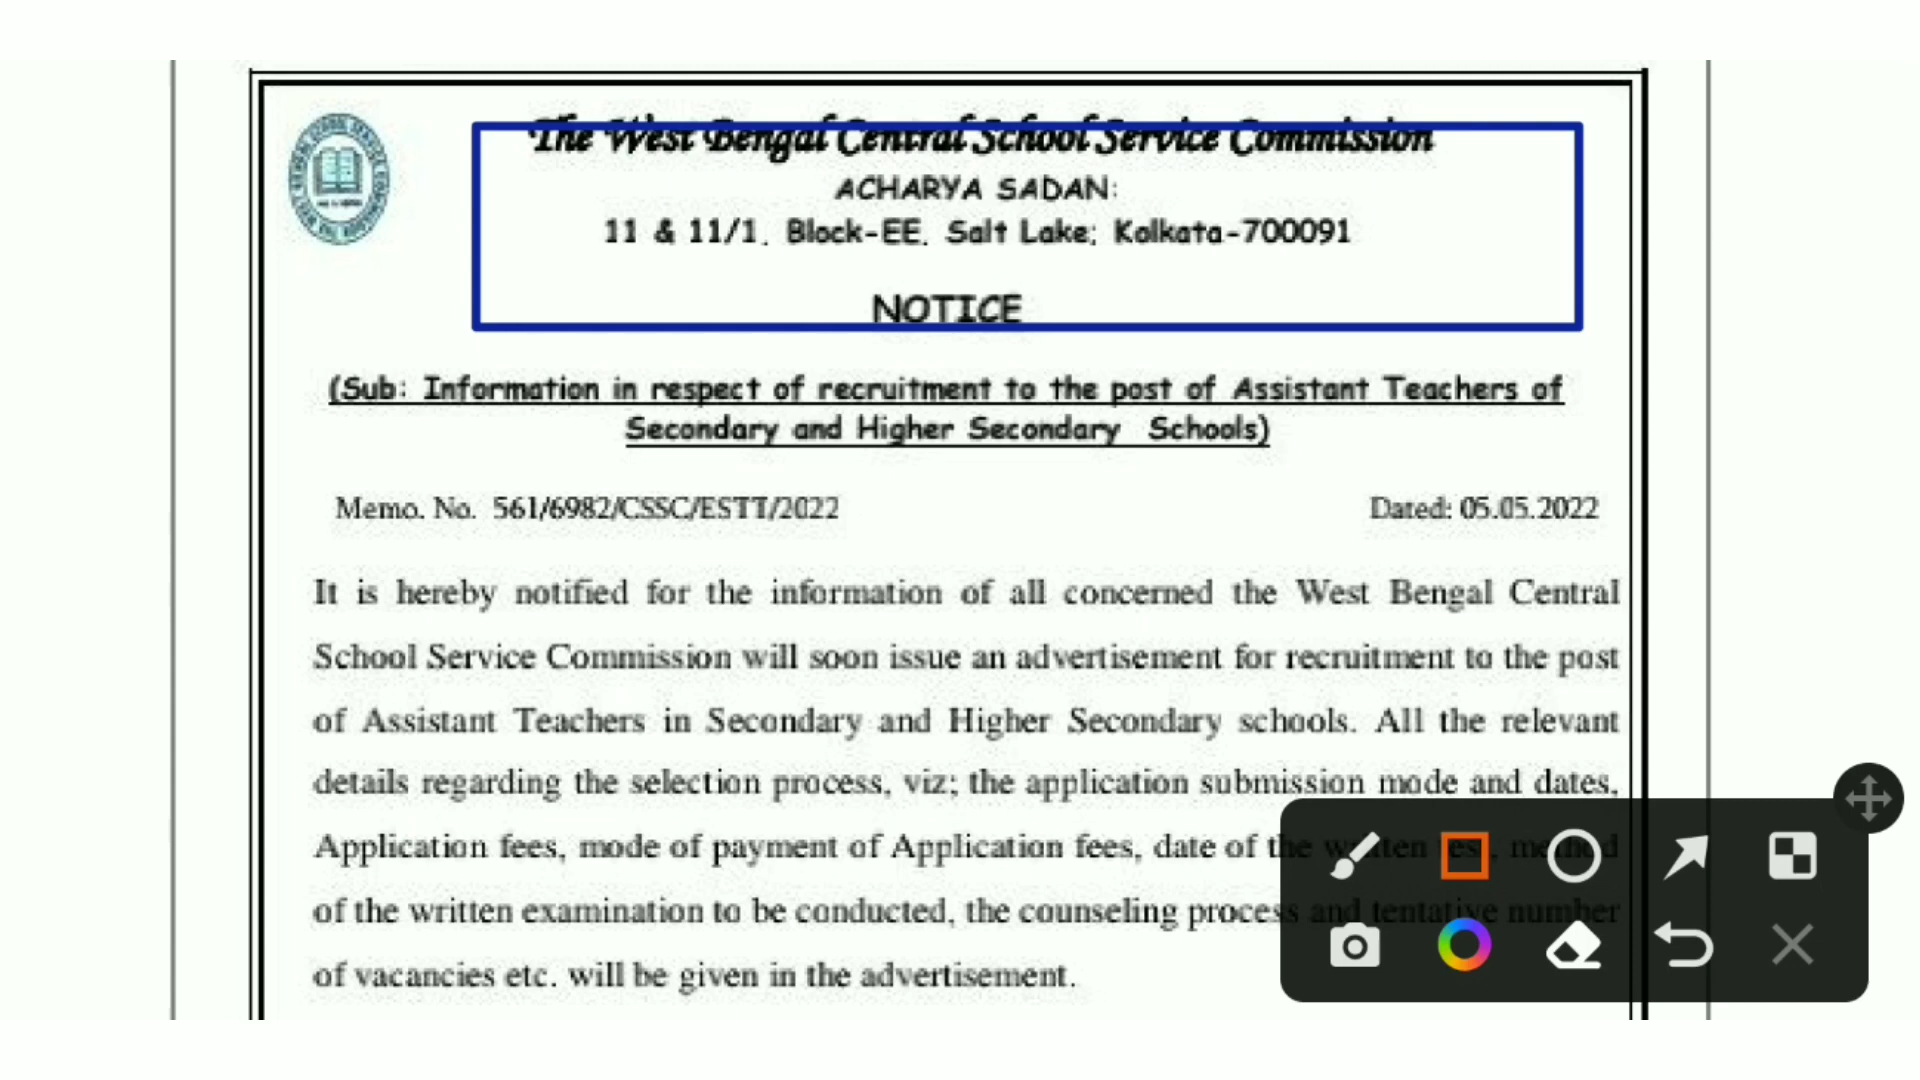 The West Bengal Central School Service Commission
ACHARYA SADAN:
11 & 11/1, Block-EE, Salt Lake; Kolkata-700091
NOTICE
(Sub: Information in respect of recruitment to the post of Assistant Teachers of
Secondary and Higher Secondary Schools)
Memo. No. 561/6982/CSSC/ESTT/2022 Dated: 05.05.2022
It is hereby notified for the information of all concerned the West Bengal Central
School Service Commission will soon issue an advertisement for recruitment to the post
of Assistant Teachers in Secondary and Higher Secondary schools. All the relevant
details regarding the selection process, viz; the application submission mode and dates,
Application fees, mode of payment of Application fees, date of the written test, method
of the written examination to be conducted, the counseling process and tentative number
of vacancies etc. will be given in the advertisement.